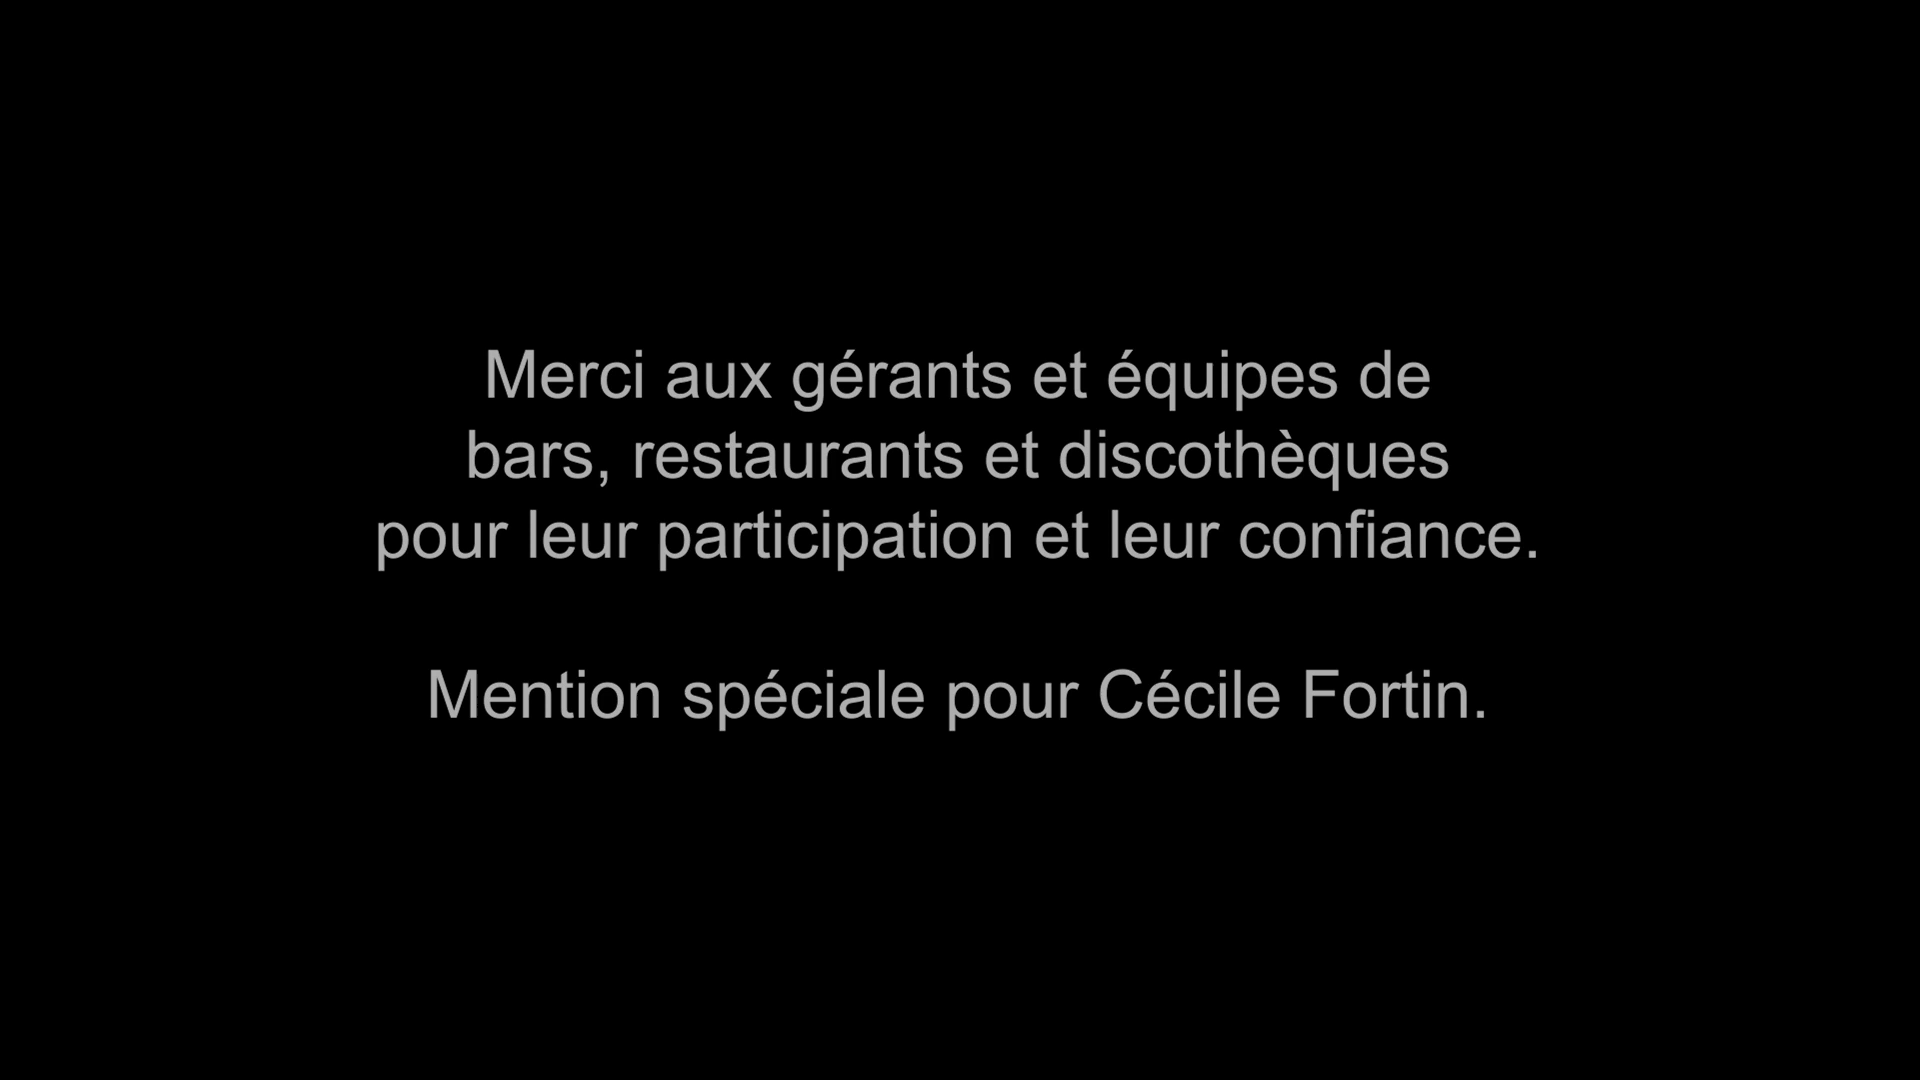 Merci aux gérants et équipes de
bars, restaurants et discothèques
pour leur participation et leur confiance.
Mention spéciale pour Cécile Fortin.